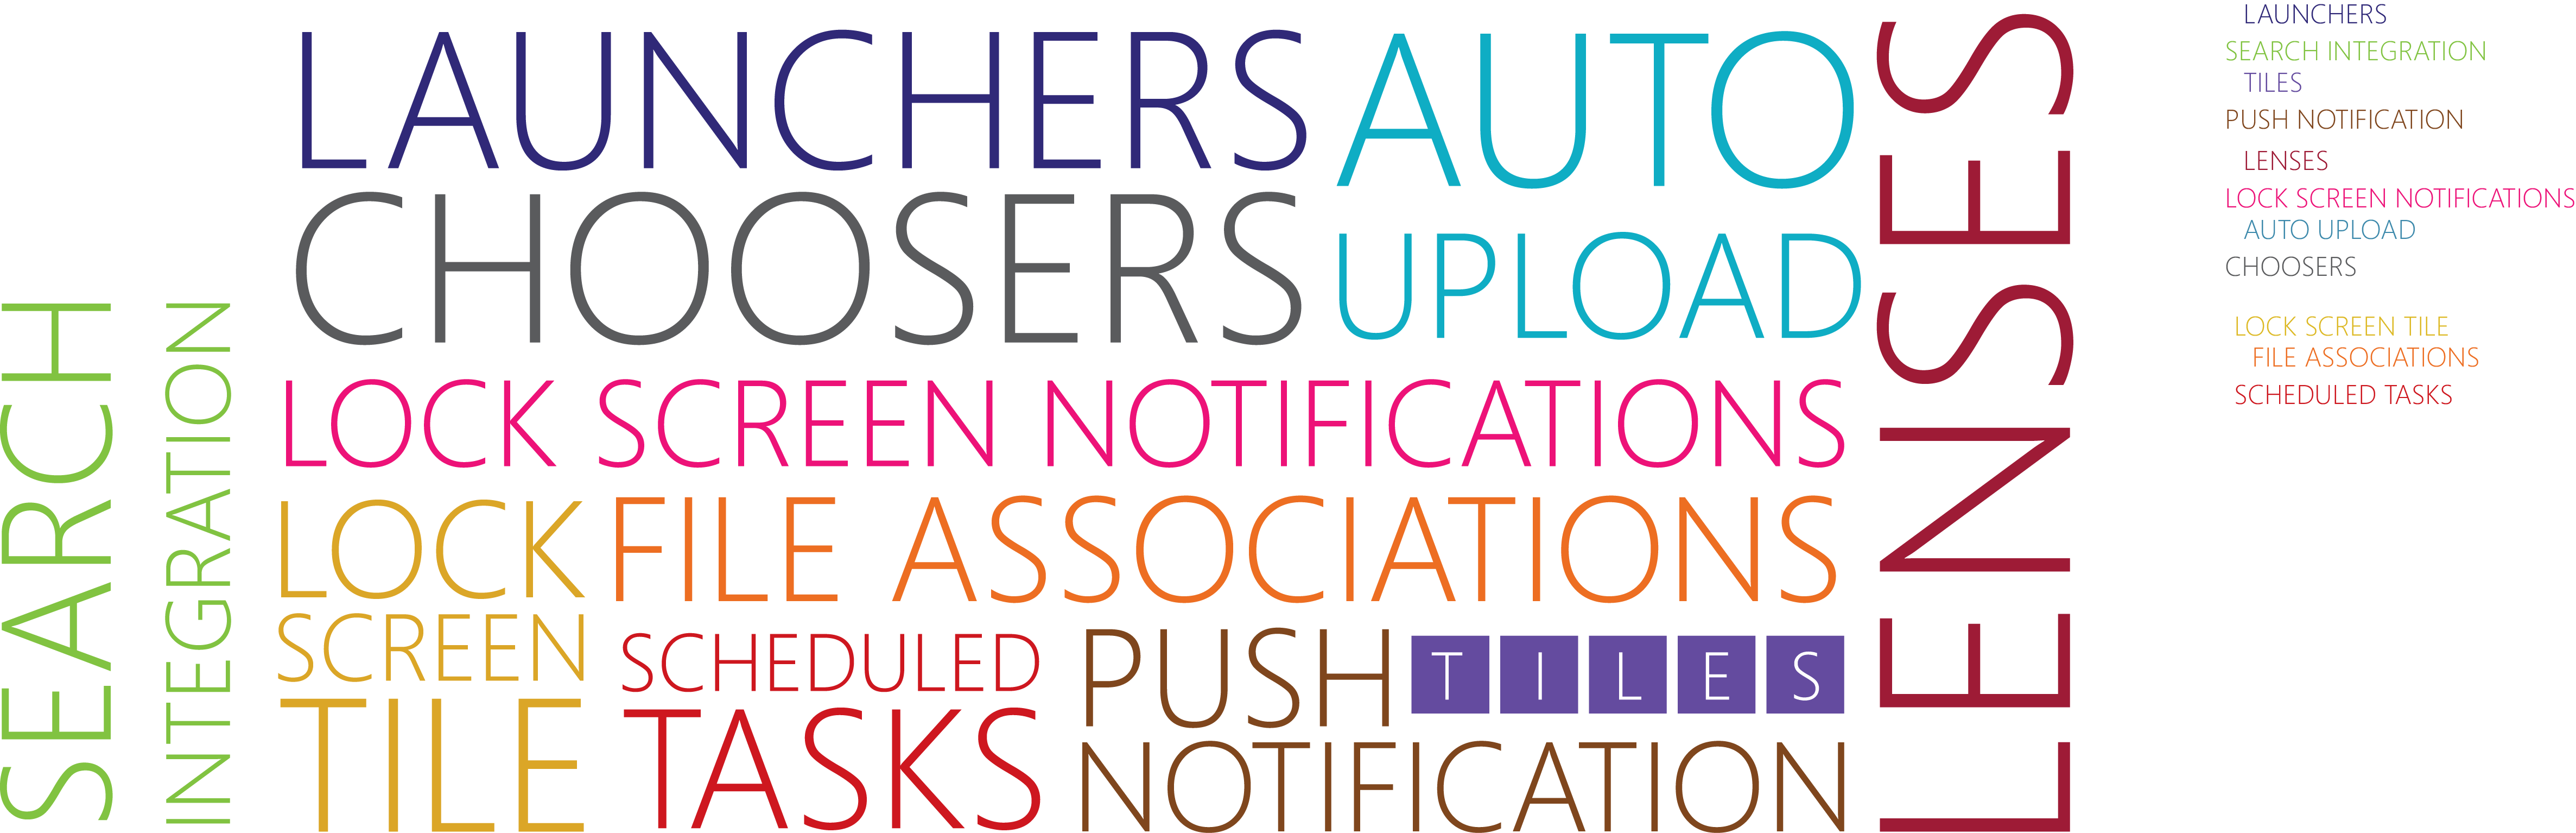 SEARCH
INTEGRATION
LAUNCHERS
CHOOSERS
AUTO
UPLOAD
LOCK SCREEN NOTIFICATIONS
LOCK
SCREEN
TILE
FILE ASSOCIATIONS
SCHEDULED
TASKS
PUSH
NOTIFICATION
TILES
LENSES
LAUNCHERS
SEARCH INTEGRATION
TILES
PUSH NOTIFICATION
LENSES
LOCK SCREEN NOTIFICATIONS
AUTO UPLOAD
CHOOSERS
LOCK SCREEN TILE
FILE ASSOCIATIONS
SCHEDULED TASKS